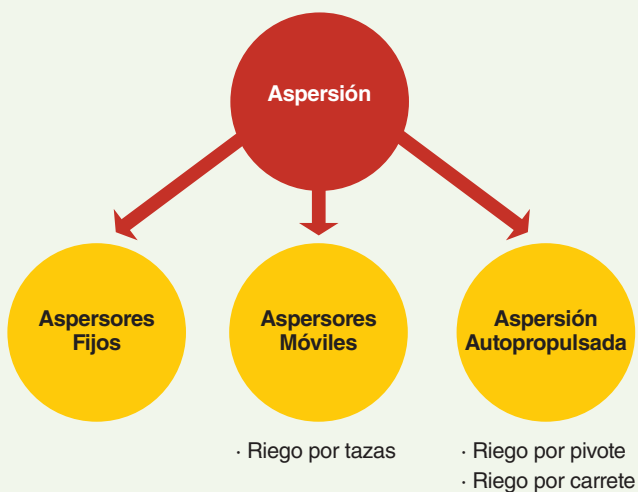 Aspersión
Aspersores
Fijos
Aspersores
Móviles
Aspersión
Autopropulsada
· Riego por tazas
· Riego por pivote
· Riego por carrete